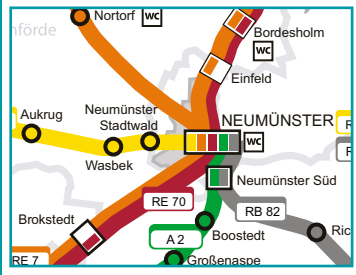 Nortorf
WC
Bordesholm
WC
Einfeld
Aukrug
Neumünster
Stadtwald
NEUMÜNSTER
WC
Wasbek
Neumünster Süd
RE 70
RB 82
Brokstedt
A 2
Boostedt
RE 7
Großenaspe